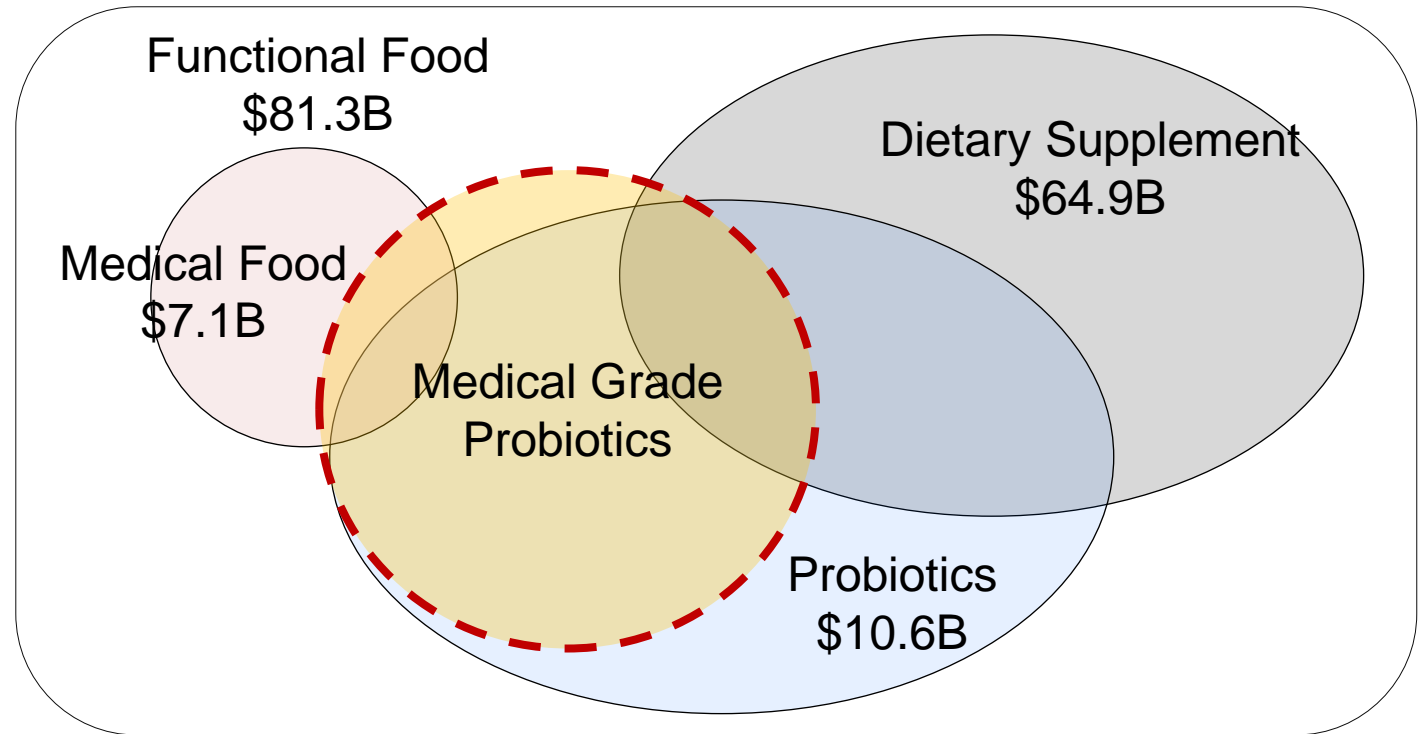 Functional Food
$81.3B
Dietary Supplement
$64.9B
Medical Food
$7.1B
Medical Grade
Probiotics
Probiotics
$10.6B